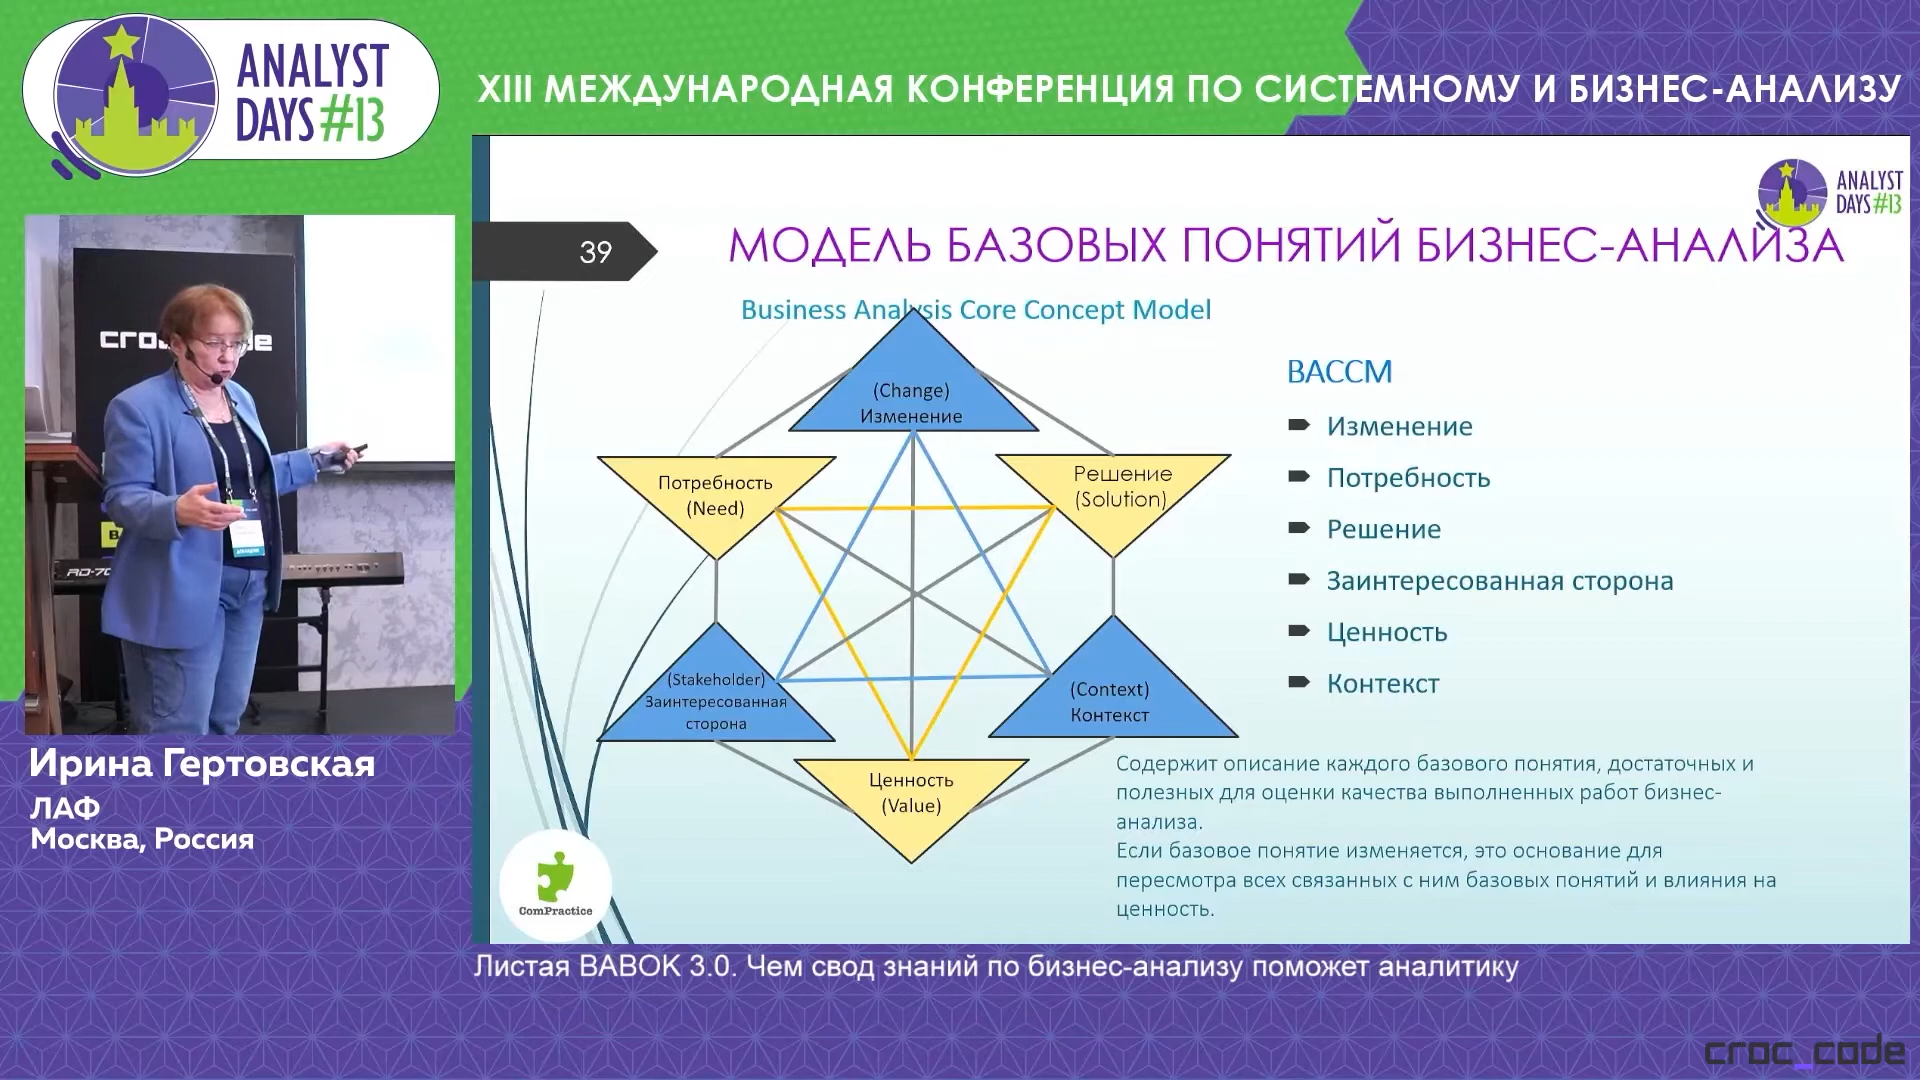 ANALYST
DAYS #13
XIII МЕЖДУНАРОДНАЯ КОНФЕРЕНЦИЯ ПО СИСТЕМНОМУ И БИЗНЕС-АНАЛИЗУ
ANALYST
DAYS #13
39
МОДЕЛЬ БАЗОВЫХ ПОНЯТИЙ БИЗНЕС-АНАЛИЗА
Business Analysis Core Concept Model
(Change)
Изменение
Потребность
(Need)
Решение
(Solution)
(Stakeholder)
Заинтересованная
сторона
(Context)
Контекст
Ценность
(Value)
BACCM
Изменение
Потребность
Решение
Заинтересованная сторона
Ценность
Контекст
Содержит описание каждого базового понятия, достаточных и
полезных для оценки качества выполненных работ бизнес-
анализа.
Если базовое понятие изменяется, это основание для
пересмотра всех связанных с ним базовых понятий и влияния на
ценность.
ComPractice
RD-70
Ирина Гертовская
ЛАФ
Москва, Россия
Листая BABOK 3.0. Чем свод знаний по бизнес-анализу поможет аналитику
croc_code